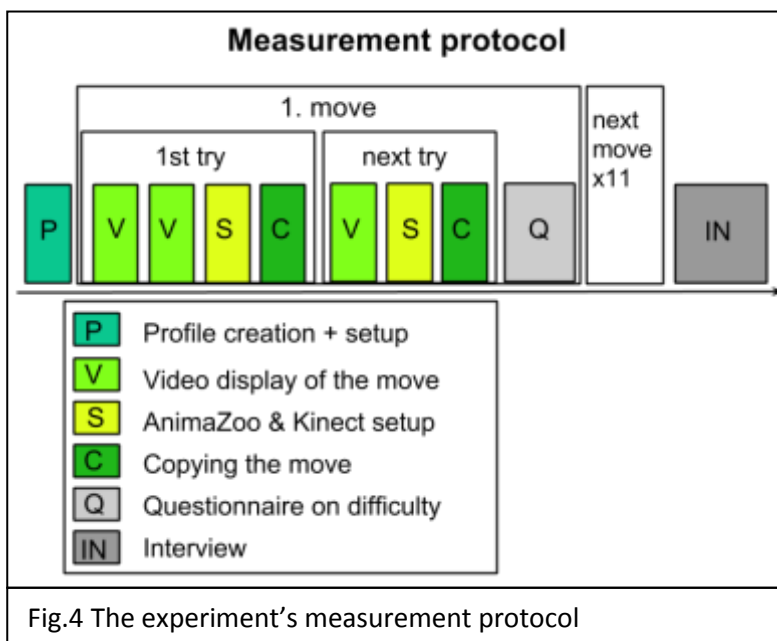 Measurement protocol
1. move
next
move
x11
1st try
next try
P
V
V
S
C
V
S
C
Q
IN
P Profile creation + setup
V Video display of the move
S AnimaZoo & Kinect setup
C Copying the move
Q Questionnaire on difficulty
IN Interview
Fig.4 The experiment’s measurement protocol